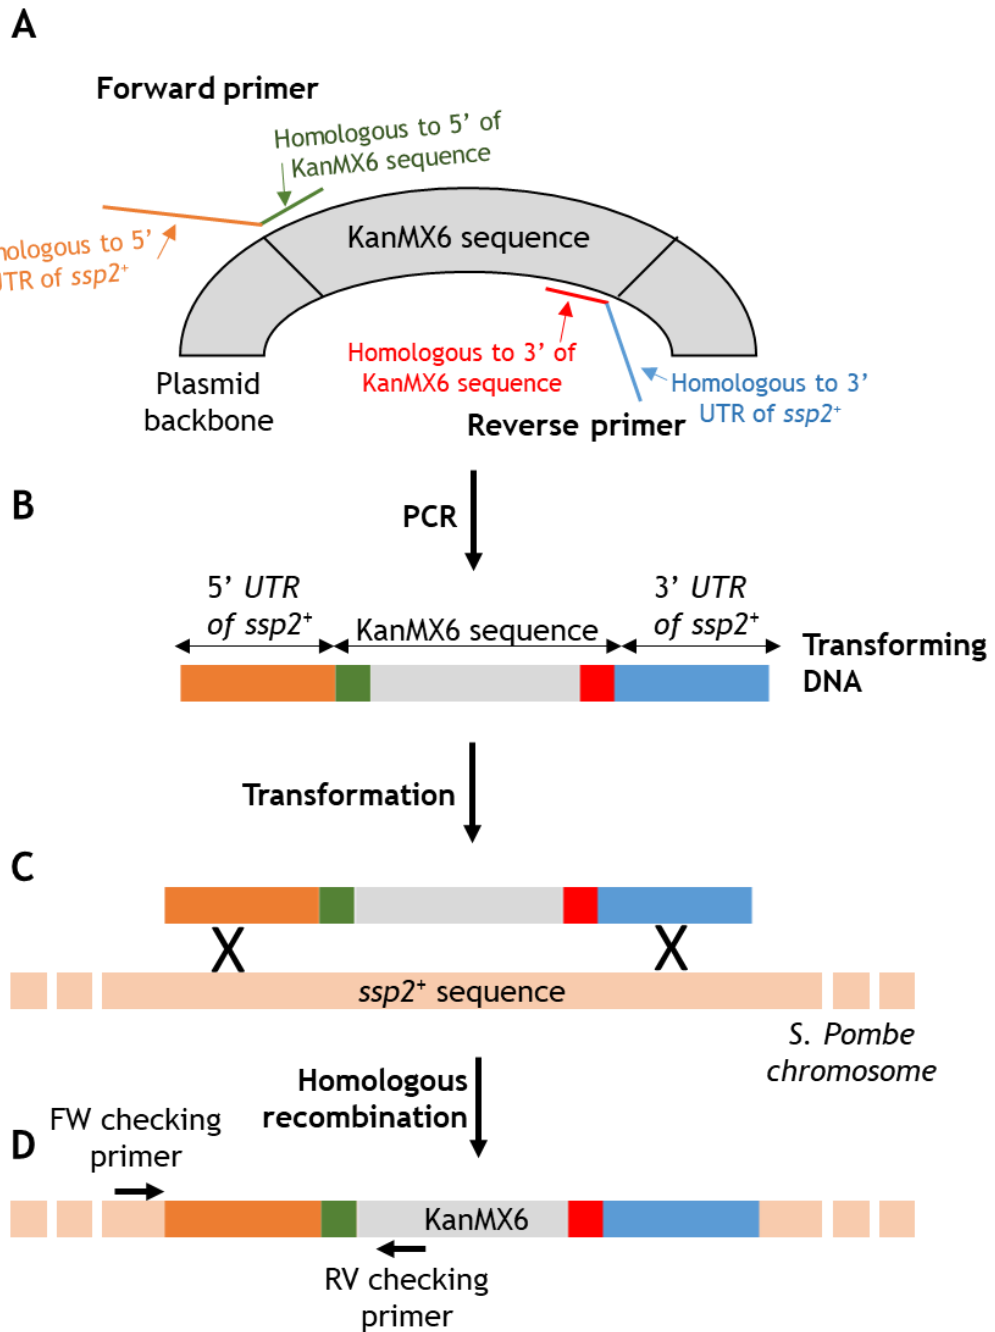 A
Forward primer
Homologous to 5’ of
KanMX6 sequence
KanMX6 sequence
to 5’
of ssp2⁺
Homologous to 3’ of
KanMX6 sequence
Homologous to 3’
UTR of ssp2⁺
Plasmid
backbone
Reverse primer
B
PCR
5’ UTR
of ssp2⁺
KanMX6 sequence
3’ UTR
of ssp2⁺
Transforming
DNA
Transformation
C
X
X
ssp2⁺ sequence
S. Pombe
chromosome
Homologous
recombination
D
FW checking
primer
KanMX6
RV checking
primer